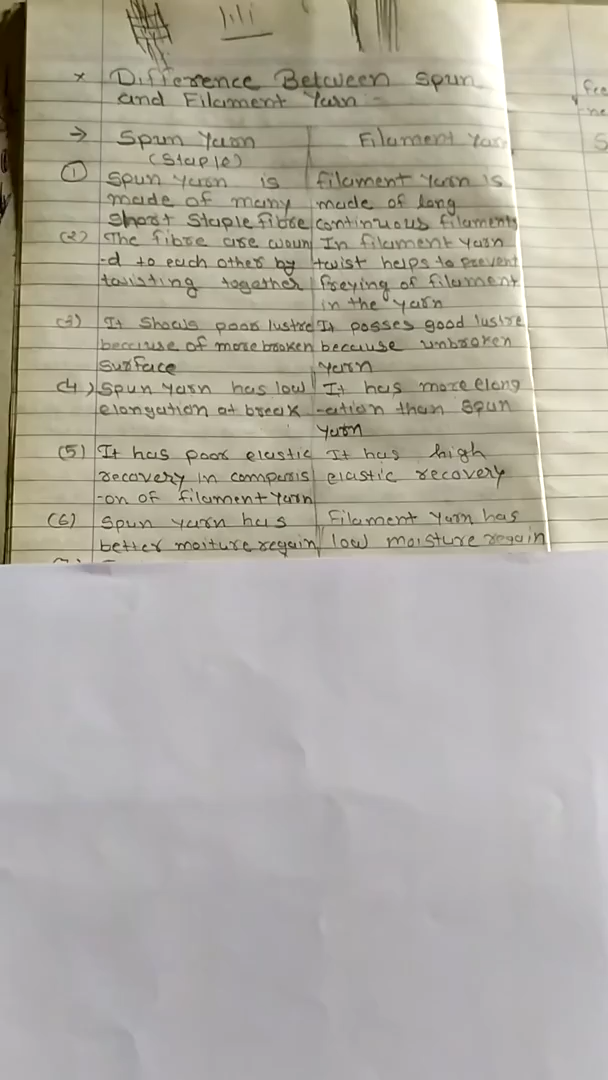 x Difference Between Spun
and Filament Yarn -
→ Spun Yarn Filament Yar
(Staple)
① Spun yarn is filament yarn is
made of many made of long
short staple fibre continuous filaments
(2) The fibre are woun In filament yarn
-d to each other by twist helps to prevent
twisting together freying of filament
in the yarn
(3) It shows poor lustre It posses good lustre
because of more broken because unbroken
surface yarn
(4) Spun yarn has low It has more elong
elongation at break -ation than spun
yarn
(5) It has poor elastic It has high
recovery in comparis elastic recovery
-on of filament yarn
(6) Spun yarn has Filament yarn has
better moiture regain low moisture regain